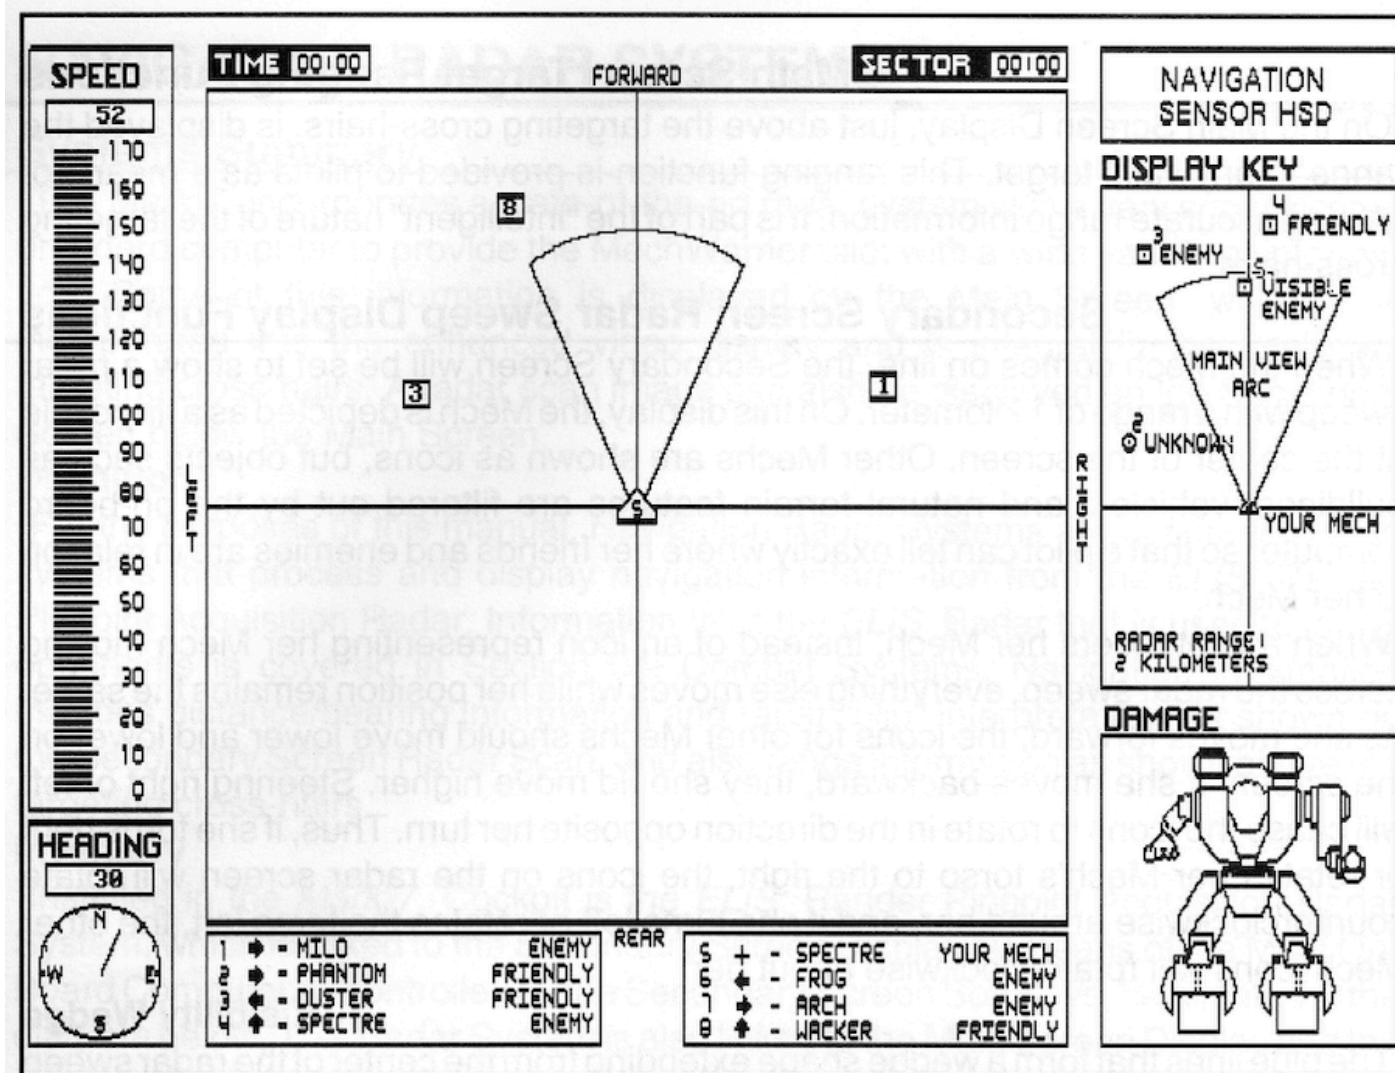 SPEED
52
170
160
150
140
130
120
110
100
90
80
70
60
50
40
30
20
10
0
HEADING
30
N
W
E
S
TIME 00:00
FORWARD
SECTOR 00:00
8
3
1
5
LEFT
RIGHT
REAR
1 → - MILO ENEMY
2 → - PHANTOM FRIENDLY
3 ← - DUSTER FRIENDLY
4 ↑ - SPECTRE ENEMY
5 + - SPECTRE YOUR MECH
6 ← - FROG ENEMY
7 → - ARCH ENEMY
8 ↑ - WACKER FRIENDLY
NAVIGATION
SENSOR HSD
DISPLAY KEY
4
FRIENDLY
3
ENEMY
5
VISIBLE
ENEMY
MAIN VIEW
ARC
2
UNKNOWN
YOUR MECH
RADAR RANGE:
2 KILOMETERS
DAMAGE